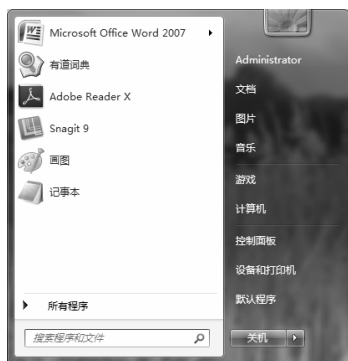 Microsoft Office Word 2007
有道词典
Adobe Reader X
Snagit 9
画图
记事本
所有程序
搜索程序和文件
Administrator
文档
图片
音乐
游戏
计算机
控制面板
设备和打印机
默认程序
关机